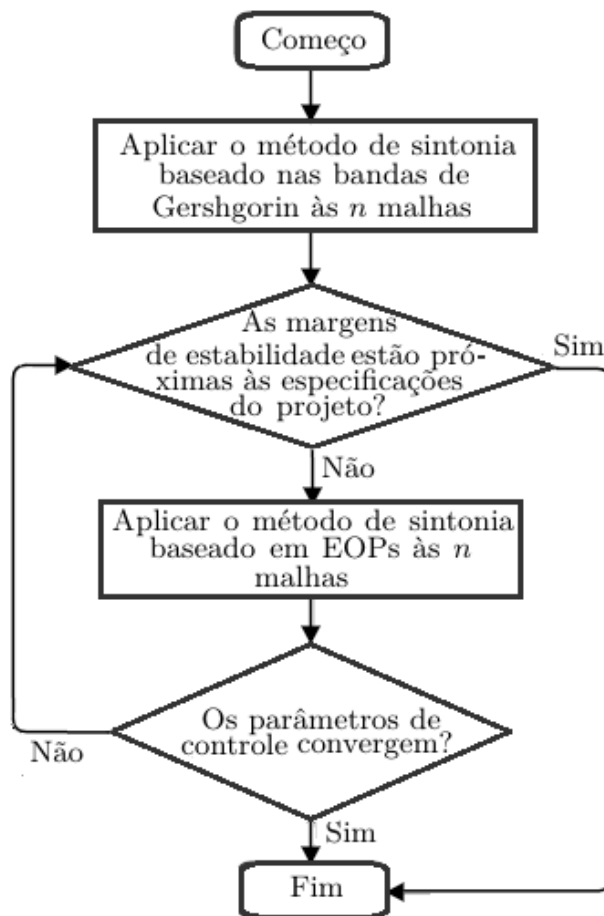 Começo
Aplicar o método de sintonia
baseado nas bandas de
Gershgorin às n malhas
As margens
de estabilidade estão pró-
ximas às especificações
do projeto?
Sim
Não
Aplicar o método de sintonia
baseado em EOPs às n
malhas
Os parâmetros de
controle convergem?
Não
Sim
Fim